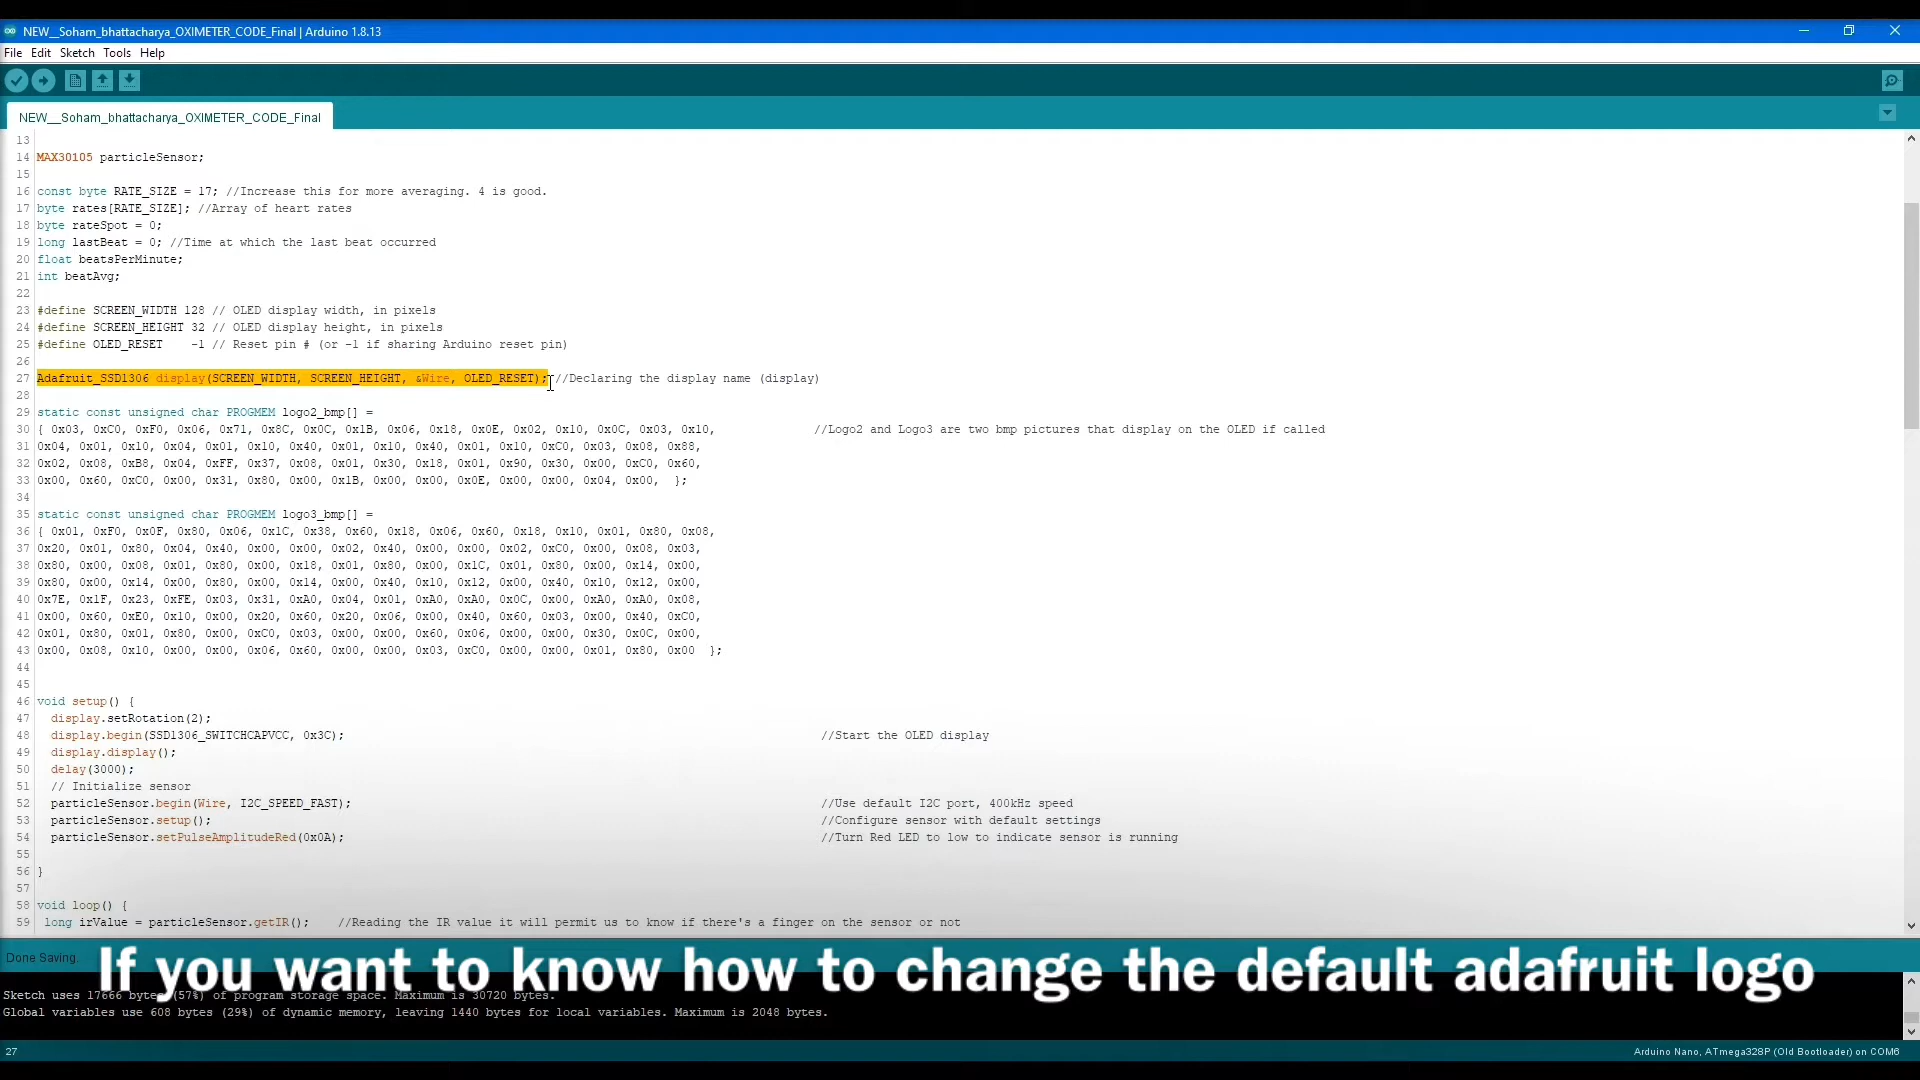 NEW__Soham_bhattacharya_OXIMETER_CODE_Final | Arduino 1.8.13
File Edit Sketch Tools Help
NEW__Soham_bhattacharya_OXIMETER_CODE_Final
13
14 MAX30105 particleSensor;
15
16 const byte RATE_SIZE = 17; //Increase this for more averaging. 4 is good.
17 byte rates[RATE_SIZE]; //Array of heart rates
18 byte rateSpot = 0;
19 long lastBeat = 0; //Time at which the last beat occurred
20 float beatsPerMinute;
21 int beatAvg;
22
23 #define SCREEN_WIDTH 128 // OLED display width, in pixels
24 #define SCREEN_HEIGHT 32 // OLED display height, in pixels
25 #define OLED_RESET    -1 // Reset pin # (or -1 if sharing Arduino reset pin)
26
27 Adafruit_SSD1306 display(SCREEN_WIDTH, SCREEN_HEIGHT, &Wire, OLED_RESET); //Declaring the display name (display)
28
29 static const unsigned char PROGMEM logo2_bmp[] =
30 { 0x03, 0xC0, 0xF0, 0x06, 0x71, 0x8C, 0x0C, 0x1B, 0x06, 0x18, 0x0E, 0x02, 0x10, 0x0C, 0x03, 0x10, //Logo2 and Logo3 are two bmp pictures that display on the OLED if called
31 0x04, 0x01, 0x10, 0x04, 0x01, 0x10, 0x40, 0x01, 0x10, 0x40, 0x01, 0x10, 0xC0, 0x03, 0x08, 0x88,
32 0x02, 0x08, 0xB8, 0x04, 0xFF, 0x37, 0x08, 0x01, 0x30, 0x18, 0x01, 0x90, 0x30, 0x00, 0xC0, 0x60,
33 0x00, 0x60, 0xC0, 0x00, 0x31, 0x80, 0x00, 0x1B, 0x00, 0x00, 0x0E, 0x00, 0x00, 0x04, 0x00,  };
34
35 static const unsigned char PROGMEM logo3_bmp[] =
36 { 0x01, 0xF0, 0x0F, 0x80, 0x06, 0x1C, 0x38, 0x60, 0x18, 0x06, 0x60, 0x18, 0x10, 0x01, 0x80, 0x08,
37 0x20, 0x01, 0x80, 0x04, 0x40, 0x00, 0x00, 0x02, 0x40, 0x00, 0x00, 0x02, 0xC0, 0x00, 0x08, 0x03,
38 0x80, 0x00, 0x08, 0x01, 0x80, 0x00, 0x18, 0x01, 0x80, 0x00, 0x1C, 0x01, 0x80, 0x00, 0x14, 0x00,
39 0x80, 0x00, 0x14, 0x00, 0x80, 0x00, 0x14, 0x00, 0x40, 0x10, 0x12, 0x00, 0x40, 0x10, 0x12, 0x00,
40 0x7E, 0x1F, 0x23, 0xFE, 0x03, 0x31, 0xA0, 0x04, 0x01, 0xA0, 0xA0, 0x0C, 0x00, 0xA0, 0xA0, 0x08,
41 0x00, 0x60, 0xE0, 0x10, 0x00, 0x20, 0x60, 0x20, 0x06, 0x00, 0x40, 0x60, 0x03, 0x00, 0x40, 0xC0,
42 0x01, 0x80, 0x01, 0x80, 0x00, 0xC0, 0x03, 0x00, 0x00, 0x60, 0x06, 0x00, 0x00, 0x30, 0x0C, 0x00,
43 0x00, 0x08, 0x10, 0x00, 0x00, 0x06, 0x60, 0x00, 0x00, 0x03, 0xC0, 0x00, 0x00, 0x01, 0x80, 0x00  };
44
45
46 void setup() {
47 display.setRotation(2);
48 display.begin(SSD1306_SWITCHCAPVCC, 0x3C); //Start the OLED display
49 display.display();
50 delay(3000);
51 // Initialize sensor
52 particleSensor.begin(Wire, I2C_SPEED_FAST); //Use default I2C port, 400kHz speed
53 particleSensor.setup(); //Configure sensor with default settings
54 particleSensor.setPulseAmplitudeRed(0x0A); //Turn Red LED to low to indicate sensor is running
55
56 }
57
58 void loop() {
59 long irValue = particleSensor.getIR(); //Reading the IR value it will permit us to know if there's a finger on the sensor or not
Done Saving.
If you want to know how to change the default adafruit logo
Sketch uses 17666 bytes (57%) of program storage space. Maximum is 30720 bytes.
Global variables use 608 bytes (29%) of dynamic memory, leaving 1440 bytes for local variables. Maximum is 2048 bytes.
27
Arduino Nano, ATmega328P (Old Bootloader) on COM6